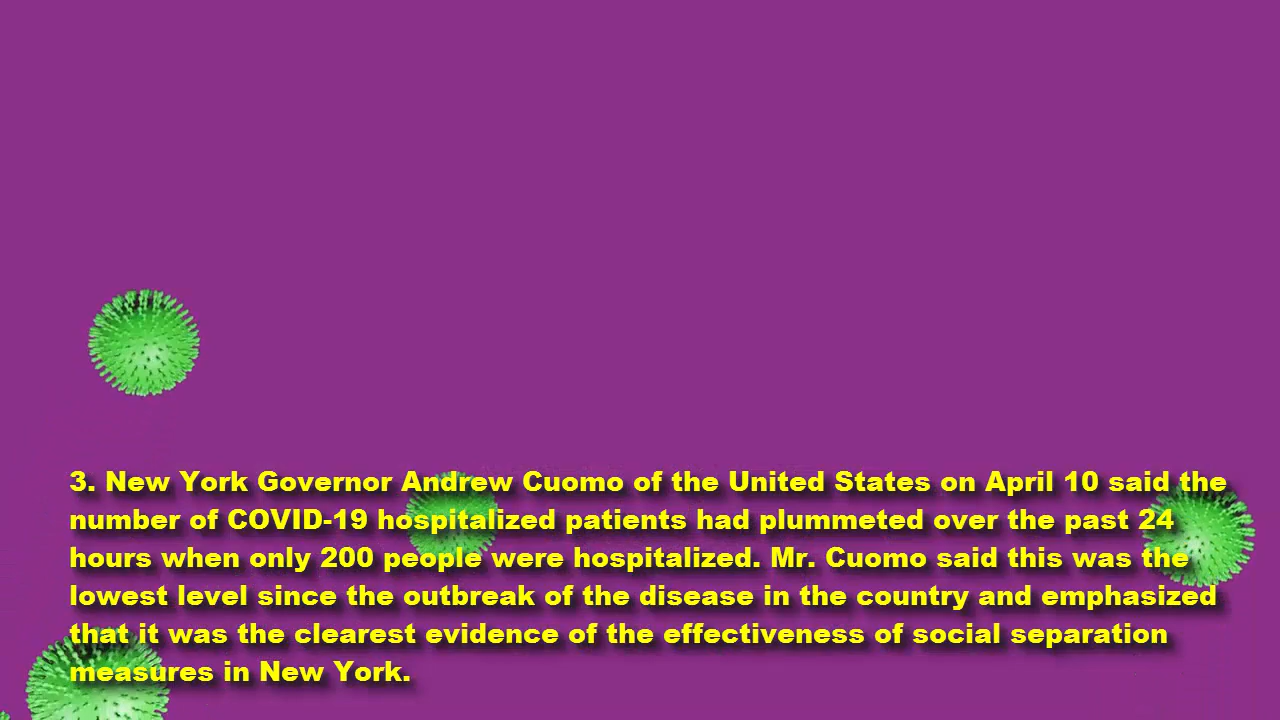 3. New York Governor Andrew Cuomo of the United States on April 10 said the
number of COVID-19 hospitalized patients had plummeted over the past 24
hours when only 200 people were hospitalized. Mr. Cuomo said this was the
lowest level since the outbreak of the disease in the country and emphasized
that it was the clearest evidence of the effectiveness of social separation
measures in New York.